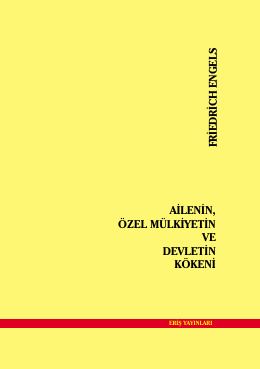 FRİEDRİCH ENGELS
AİLENİN,
ÖZEL MÜLKİYETİN
VE
DEVLETİN
KÖKENİ
ERİŞ YAYINLARI